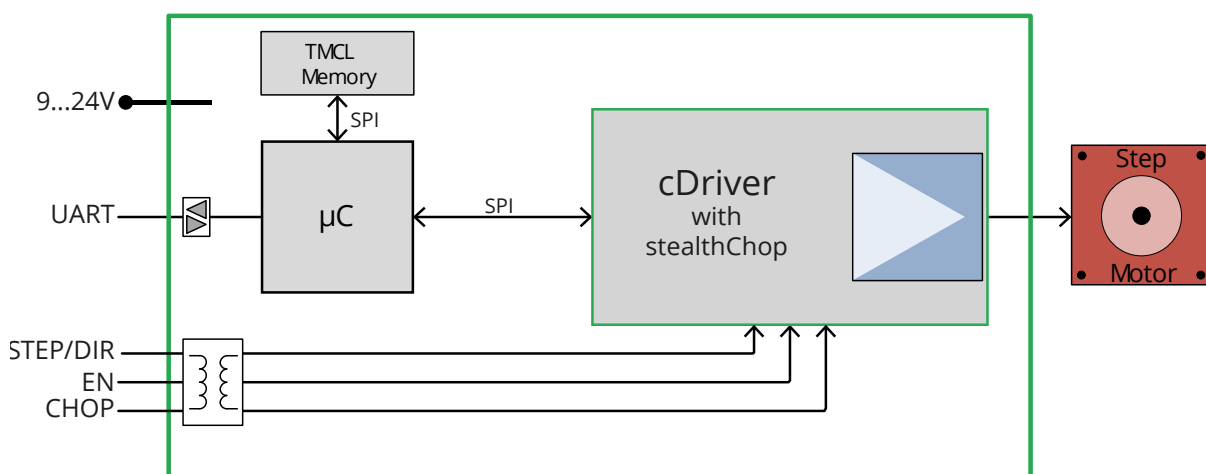 TMCL
Memory
9...24V
SPI
UART
µC
SPI
cDriver
with
stealthChop
Step
Motor
STEP/DIR
EN
CHOP